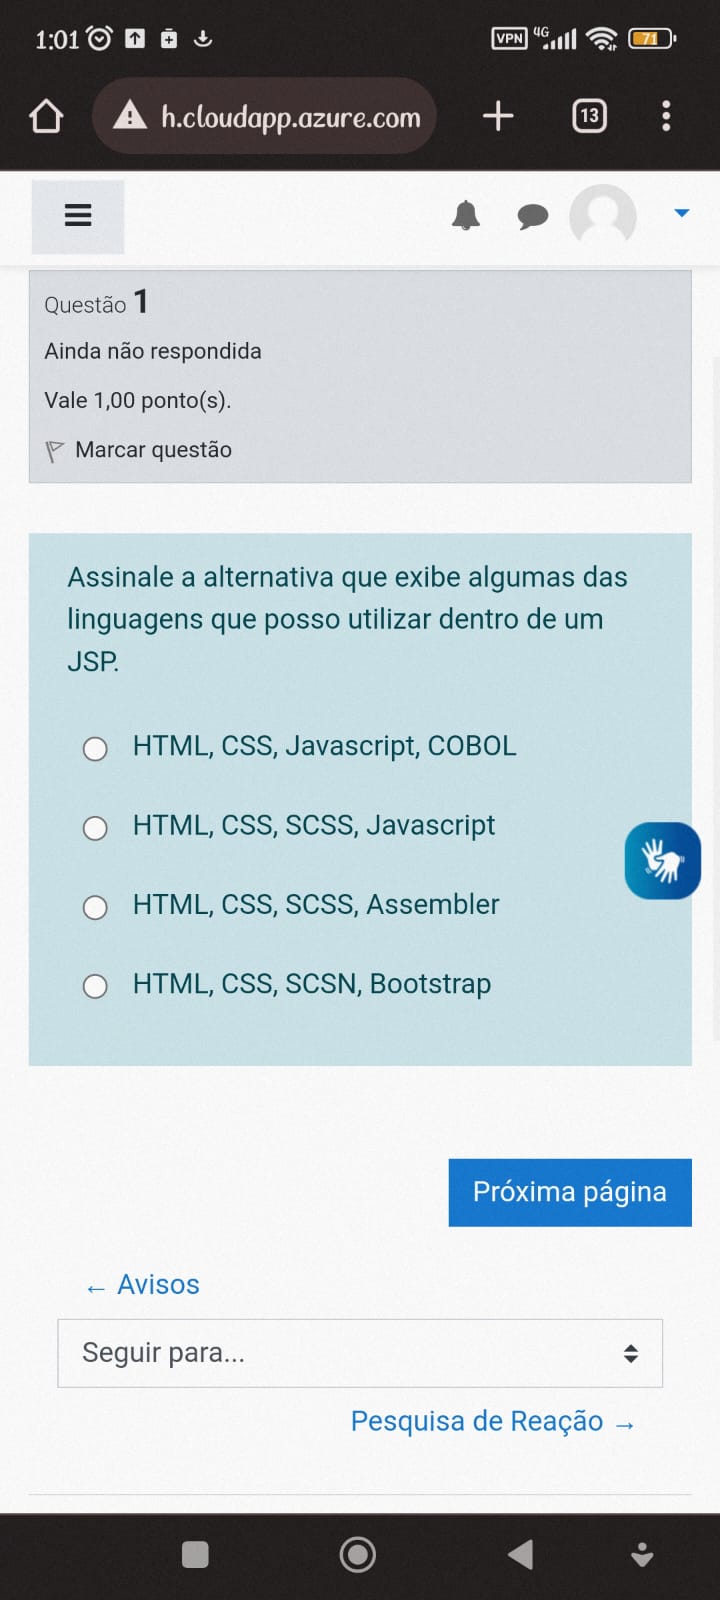 1:01
VPN 4G 71
h.cloudapp.azure.com
13
Questão 1
Ainda não respondida
Vale 1,00 ponto(s).
Marcar questão
Assinale a alternativa que exibe algumas das
linguagens que posso utilizar dentro de um
JSP.
HTML, CSS, Javascript, COBOL
HTML, CSS, SCSS, Javascript
HTML, CSS, SCSS, Assembler
HTML, CSS, SCSN, Bootstrap
Próxima página
← Avisos
Seguir para...
Pesquisa de Reação →